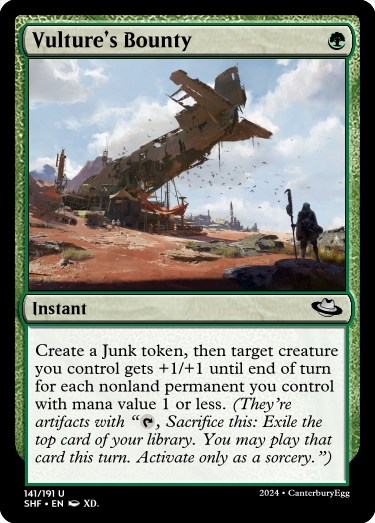 Vulture's Bounty
Instant
Create a Junk token, then target creature
you control gets +1/+1 until end of turn
for each nonland permanent you control
with mana value 1 or less. (They're
artifacts with “, Sacrifice this: Exile the
top card of your library. You may play that
card this turn. Activate only as a sorcery.”)
141/191 U
SHF • EN XD.
2024 • CanterburyEgg